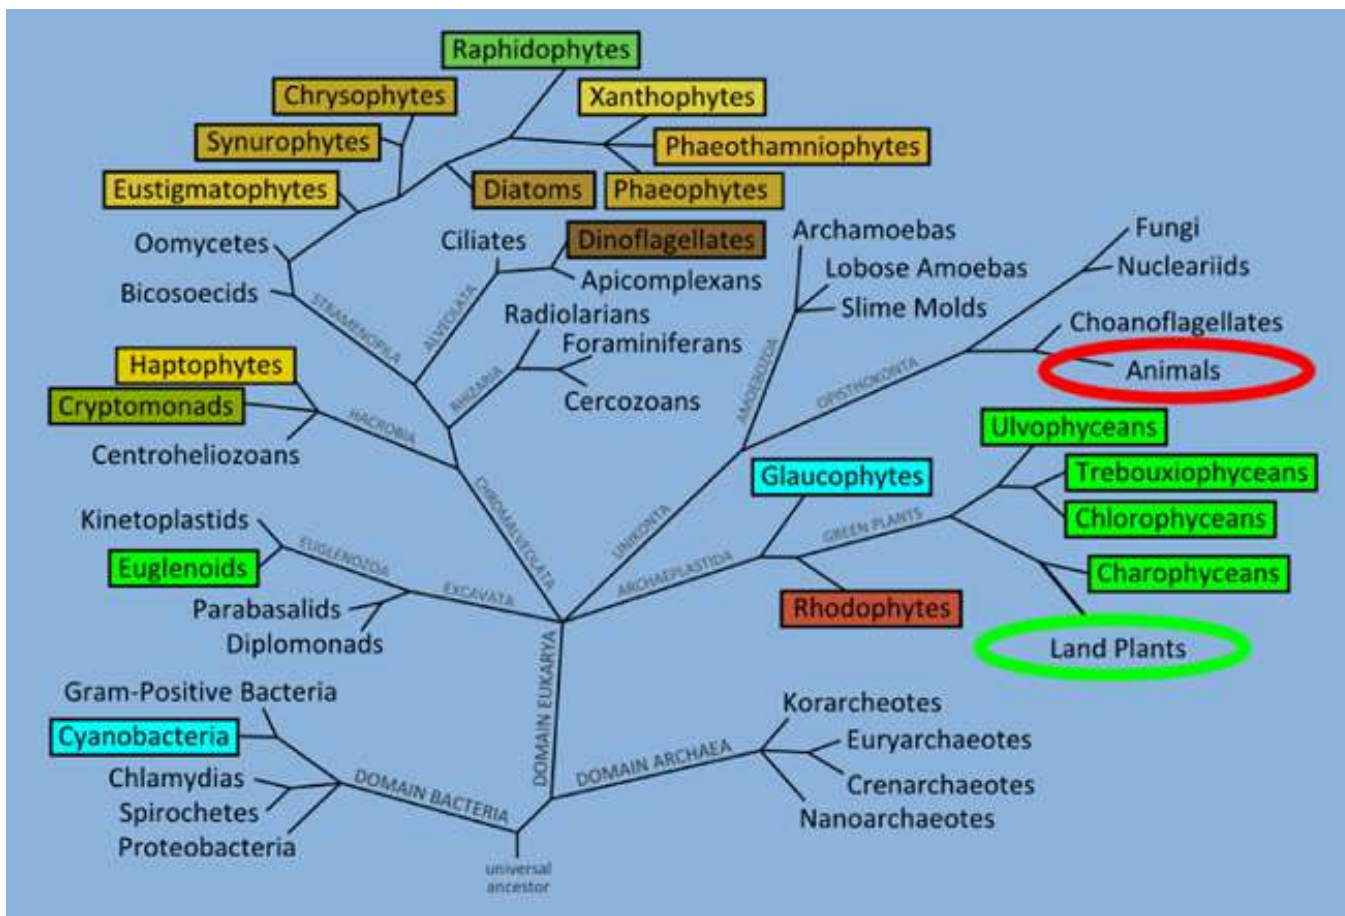 Raphidophytes
Chrysophytes
Xanthophytes
Synurophytes
Phaeothamniophytes
Eustigmatophytes
Diatoms
Phaeophytes
Oomycetes
Ciliates
Dinoflagellates
Archamoebas
Fungi
Bicosoecids
Apicomplexans
Lobose Amoebas
Nucleariids
STRAMENOPILA
ALVEOLATA
Radiolarians
Slime Molds
Choanoflagellates
Haptophytes
Foraminiferans
Animals
Cryptomonads
RHIZARIA
Cercozoans
AMOEBOZOA
OPISTHOKONTA
HACROBIA
Ulvophyceans
Centroheliozoans
Glaucophytes
Trebouxiophyceans
Kinetoplastids
CHROMALVEOLATA
UNIKONTA
GREEN PLANTS
Chlorophyceans
Euglenoids
EUGLENOZOA
EXCAVATA
ARCHAEPLASTIDA
Charophyceans
Parabasalids
Rhodophytes
Diplomonads
Land Plants
Gram-Positive Bacteria
DOMAIN EUKARYA
Korarcheotes
Cyanobacteria
Euryarchaeotes
Chlamydias
DOMAIN BACTERIA
DOMAIN ARCHAEA
Crenarchaeotes
Spirochetes
Nanoarchaeotes
Proteobacteria
universal
ancestor